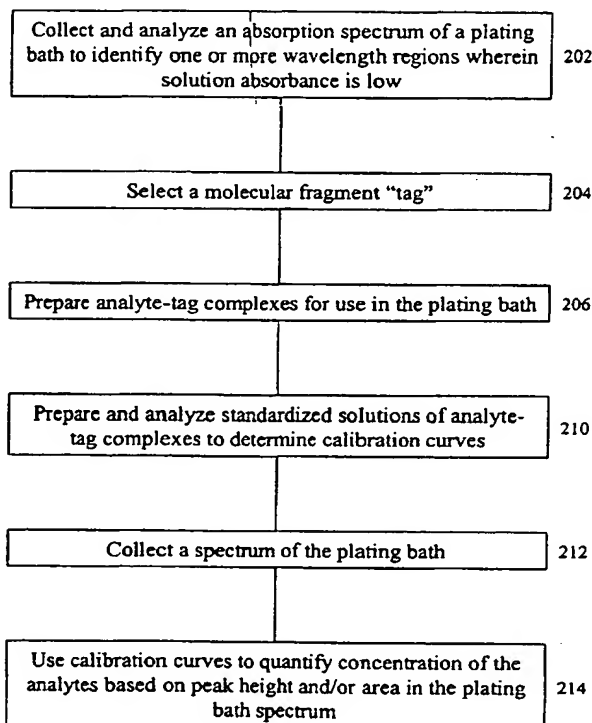 Collect and analyze an absorption spectrum of a plating
bath to identify one or more wavelength regions wherein
solution absorbance is low
202
Select a molecular fragment “tag”
204
Prepare analyte-tag complexes for use in the plating bath
206
Prepare and analyze standardized solutions of analyte-
tag complexes to determine calibration curves
210
Collect a spectrum of the plating bath
212
Use calibration curves to quantify concentration of the
analytes based on peak height and/or area in the plating
bath spectrum
214